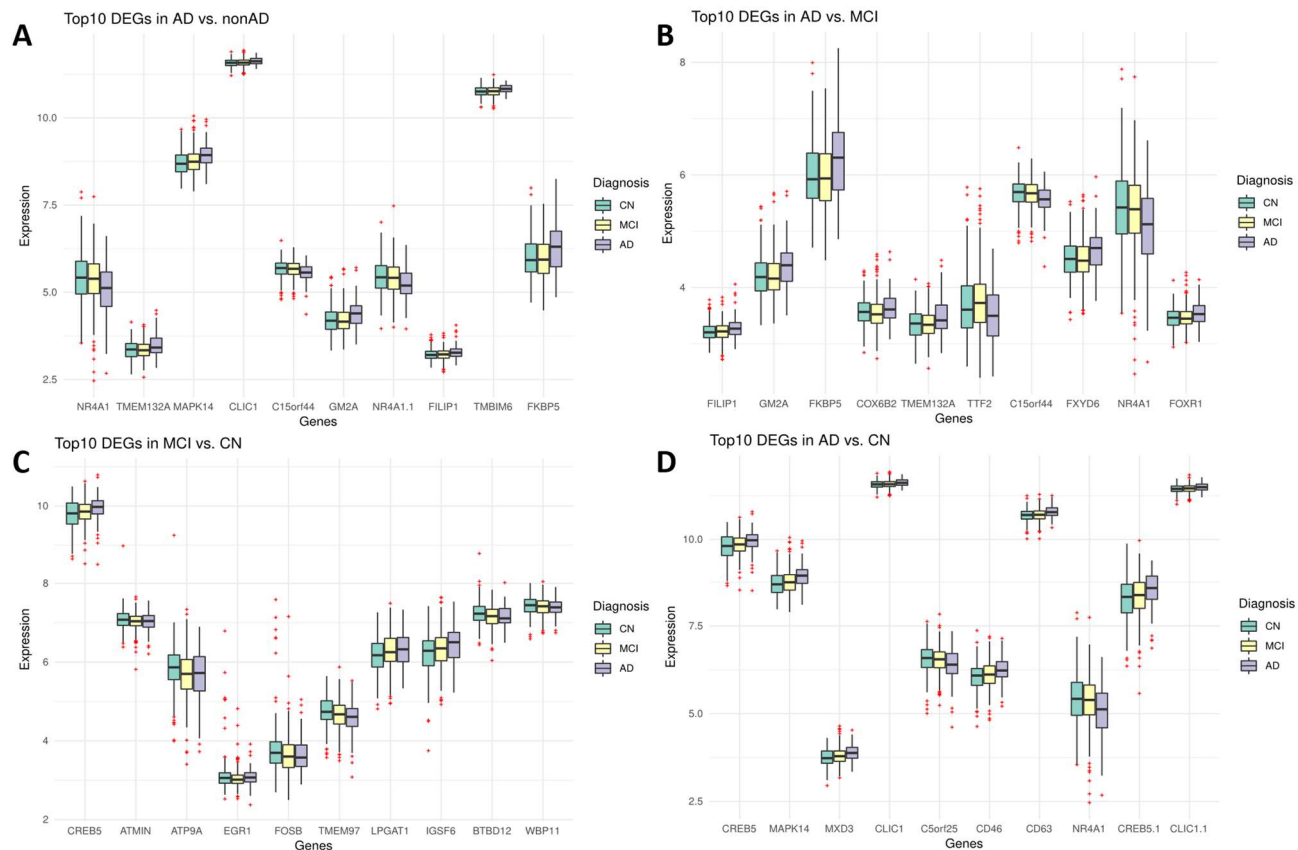 A
Top10 DEGs in AD vs. nonAD
Expression
10.0
7.5
5.0
2.5
NR4A1 TMEM132A MAPK14 CLIC1 C15orf44 GM2A NR4A1.1 FILIP1 TMBIM6 FKBP5
Genes
Diagnosis
CN
MCI
AD
B
Top10 DEGs in AD vs. MCI
Expression
8
6
4
FILIP1 GM2A FKBP5 COX6B2 TMEM132A TTF2 C15orf44 FXYD6 NR4A1 FOXR1
Genes
Diagnosis
CN
MCI
AD
C
Top10 DEGs in MCI vs. CN
Expression
10
8
6
4
2
CREB5 ATMIN ATP9A EGR1 FOSB TMEM97 LPGAT1 IGSF6 BTBD12 WBP11
Genes
Diagnosis
CN
MCI
AD
D
Top10 DEGs in AD vs. CN
Expression
10.0
7.5
5.0
2.5
CREB5 MAPK14 MXD3 CLIC1 C5orf25 CD46 CD63 NR4A1 CREB5.1 CLIC1.1
Genes
Diagnosis
CN
MCI
AD